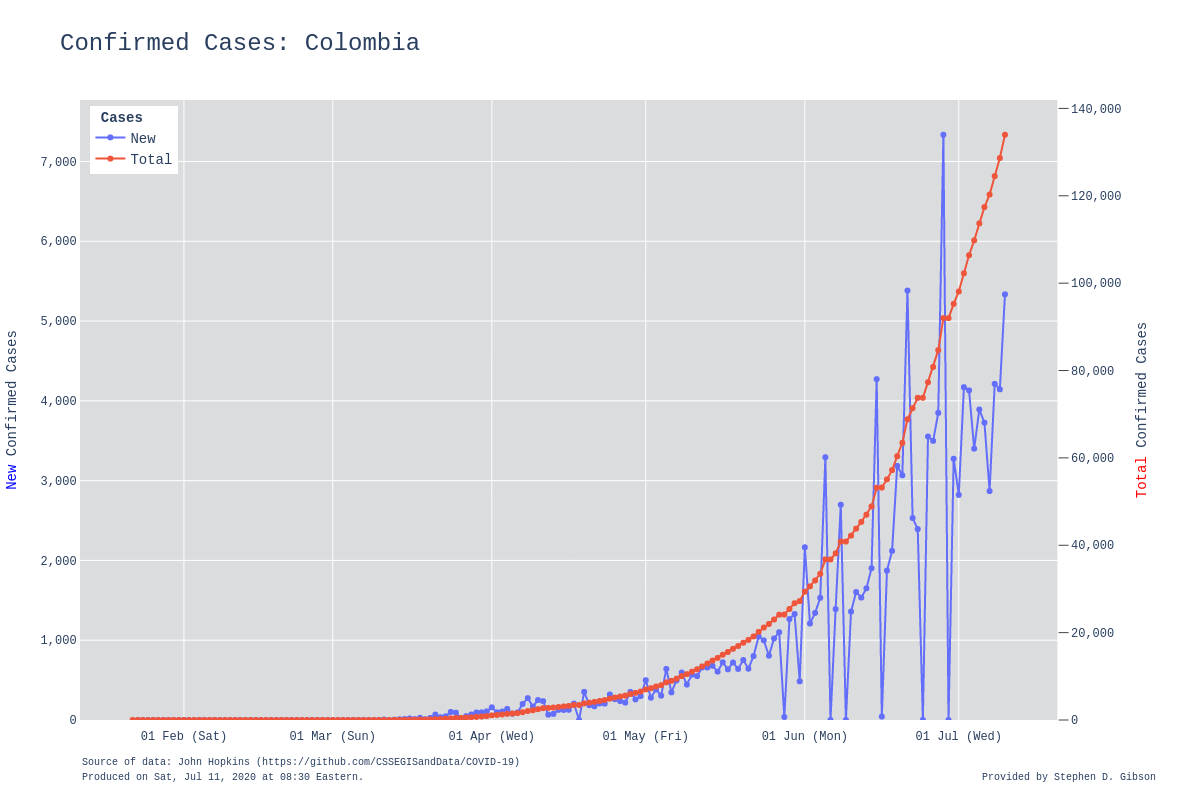 Confirmed Cases: Colombia
Cases
New
Total
7,000
6,000
5,000
4,000
3,000
2,000
1,000
0
140,000
120,000
100,000
80,000
60,000
40,000
20,000
0
New Confirmed Cases
Total Confirmed Cases
01 Feb (Sat)
01 Mar (Sun)
01 Apr (Wed)
01 May (Fri)
01 Jun (Mon)
01 Jul (Wed)
Source of data: John Hopkins (https://github.com/CSSEGISandData/COVID-19)
Produced on Sat, Jul 11, 2020 at 08:30 Eastern.
Provided by Stephen D. Gibson